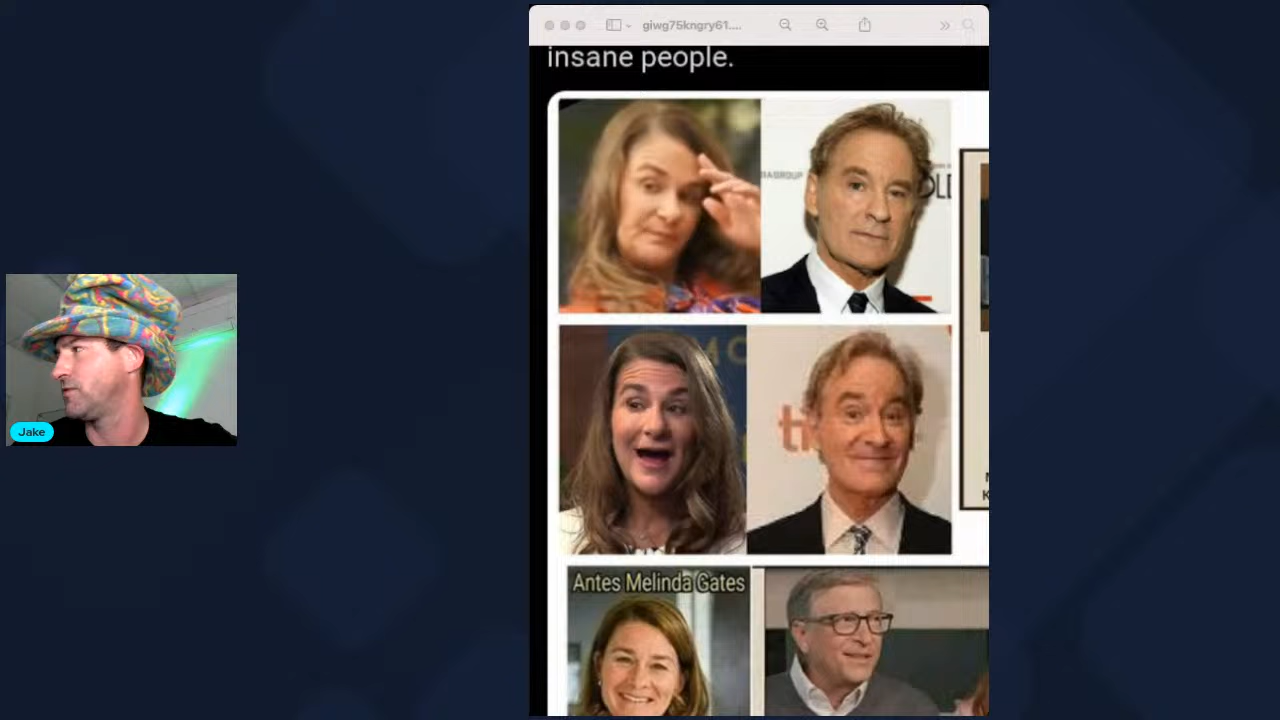 giwg75kngry61....
insane people.
Antes Melinda Gates
Jake